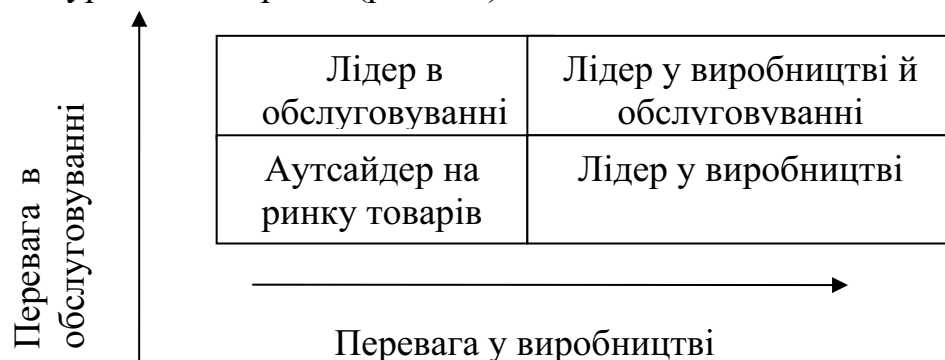 Лідер в
обслуговуванні
Лідер у виробництві й
обслуговуванні
Аутсайдер на
ринку товарів
Лідер у виробництві
Перевага в
обслуговуванні
Перевага у виробництві